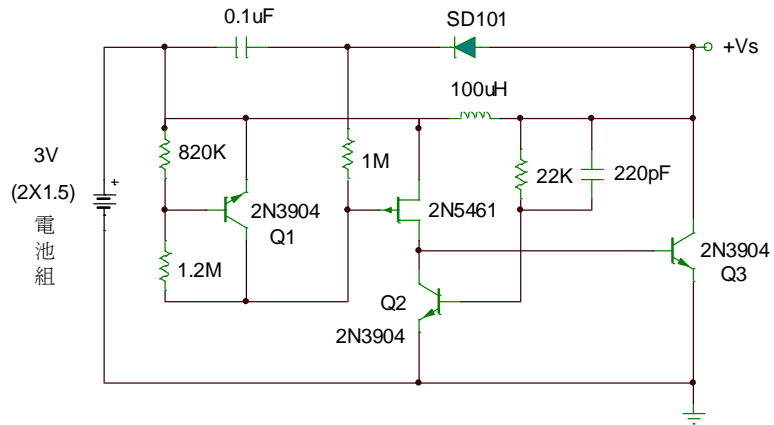 0.1uF
SD101
+Vs
100uH
3V
(2X1.5)
電
池
組
+
820K
1M
22K
220pF
2N3904
Q1
2N5461
1.2M
2N3904
Q3
Q2
2N3904